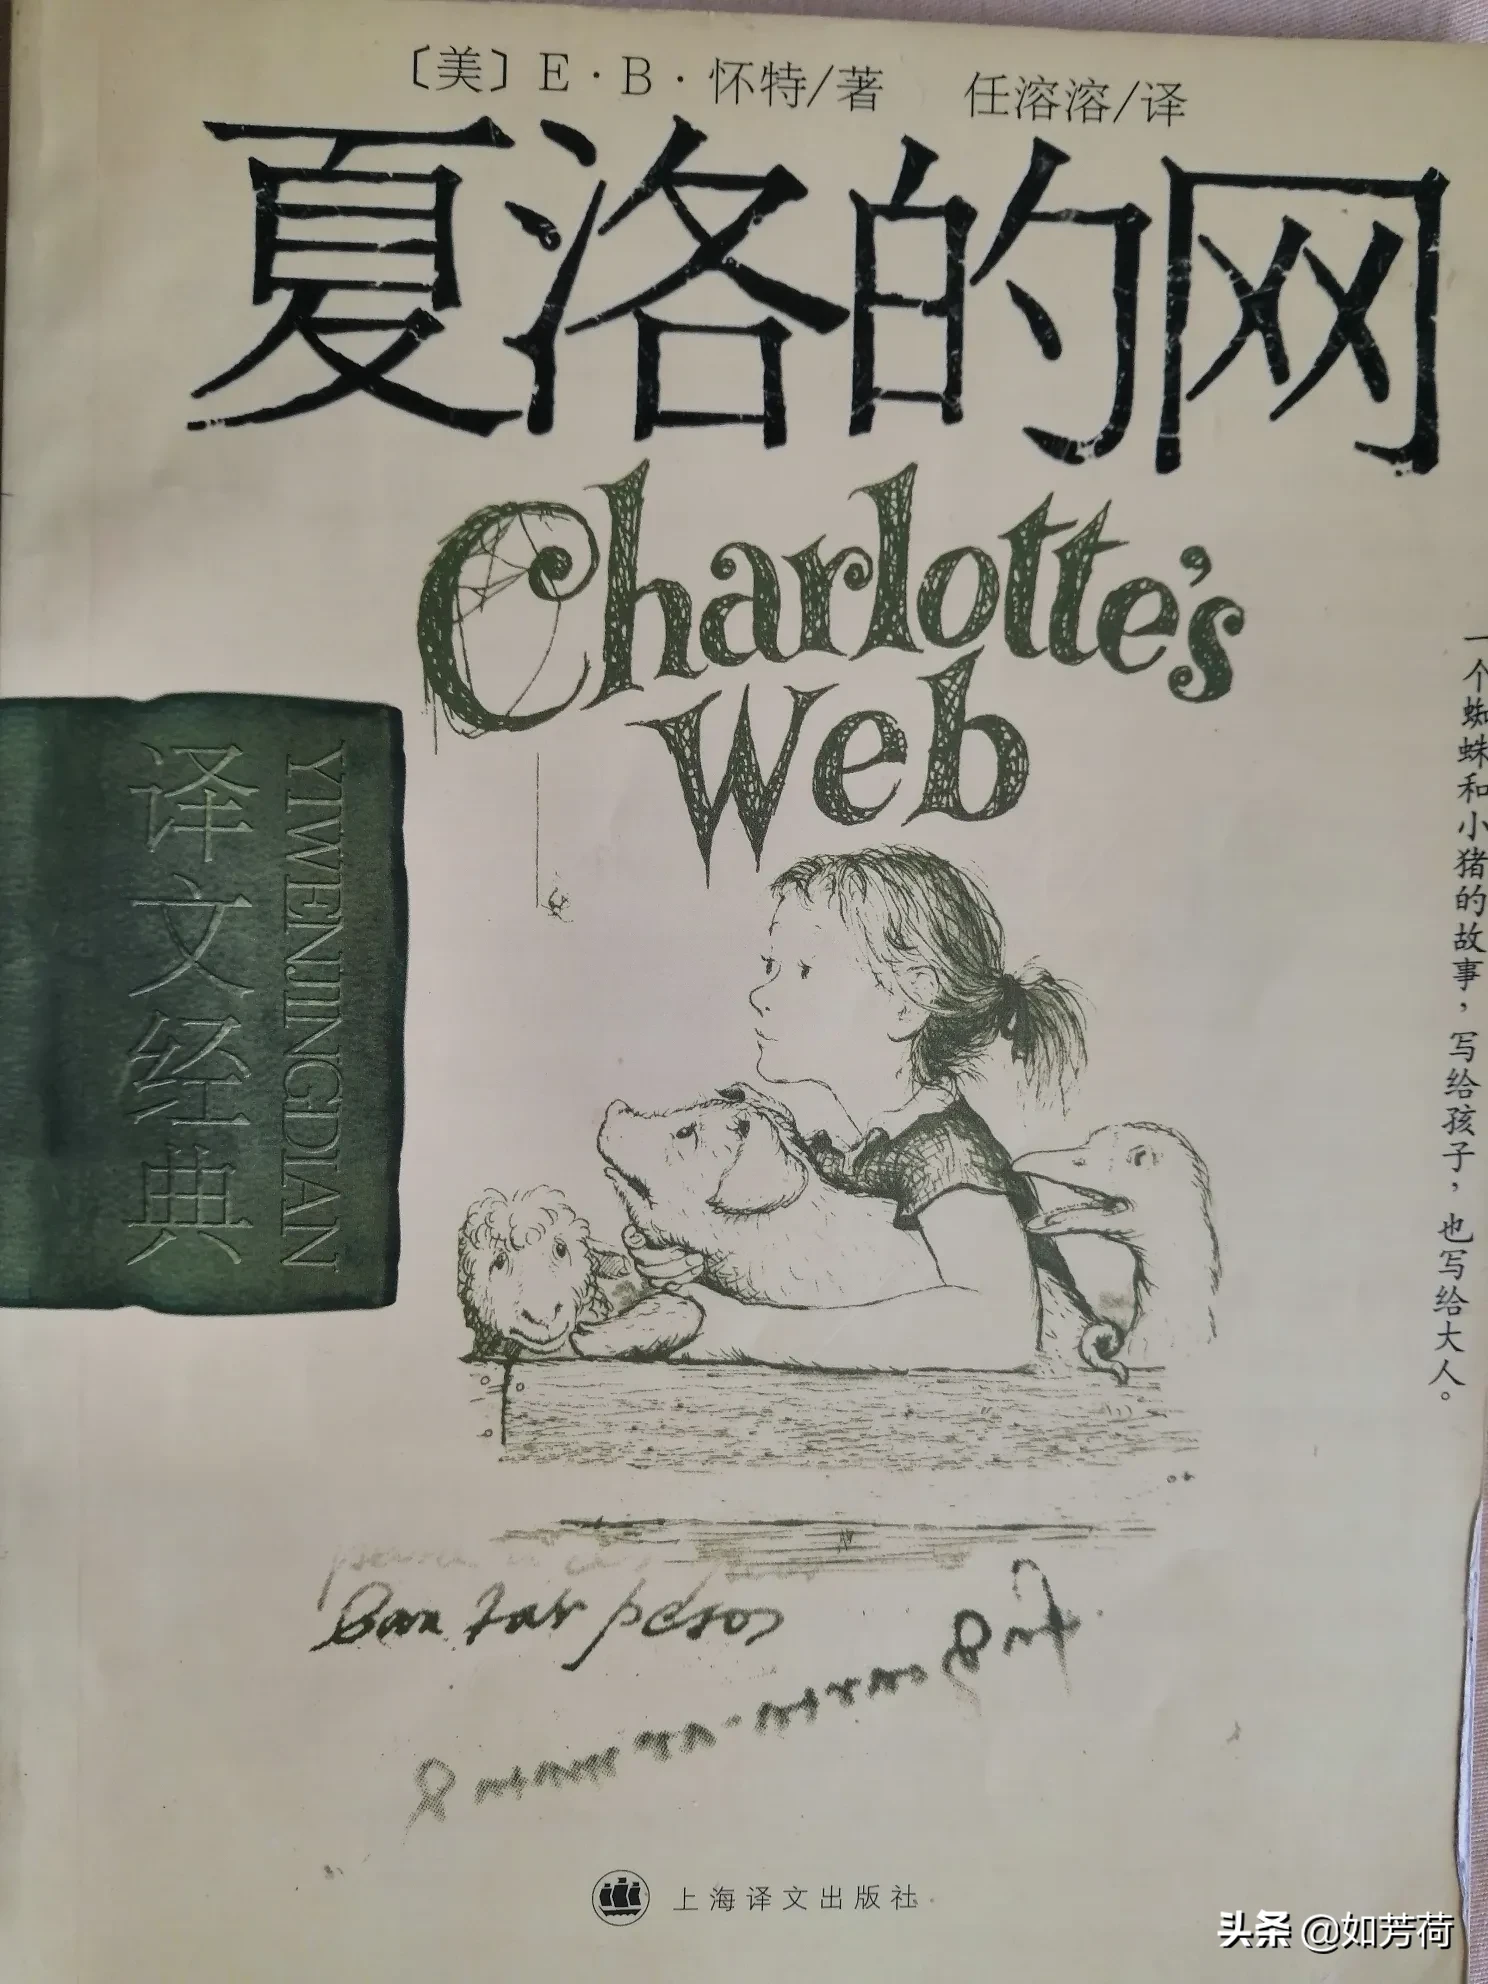 〔美〕E·B·怀特/著 任溶溶/译
夏洛的网
Charlotte's
Web
译文经典
YIWENJINGDIAN
一个蜘蛛和小猪的故事，写给孩子，也写给大人。
上海译文出版社
头条 @如芳荷